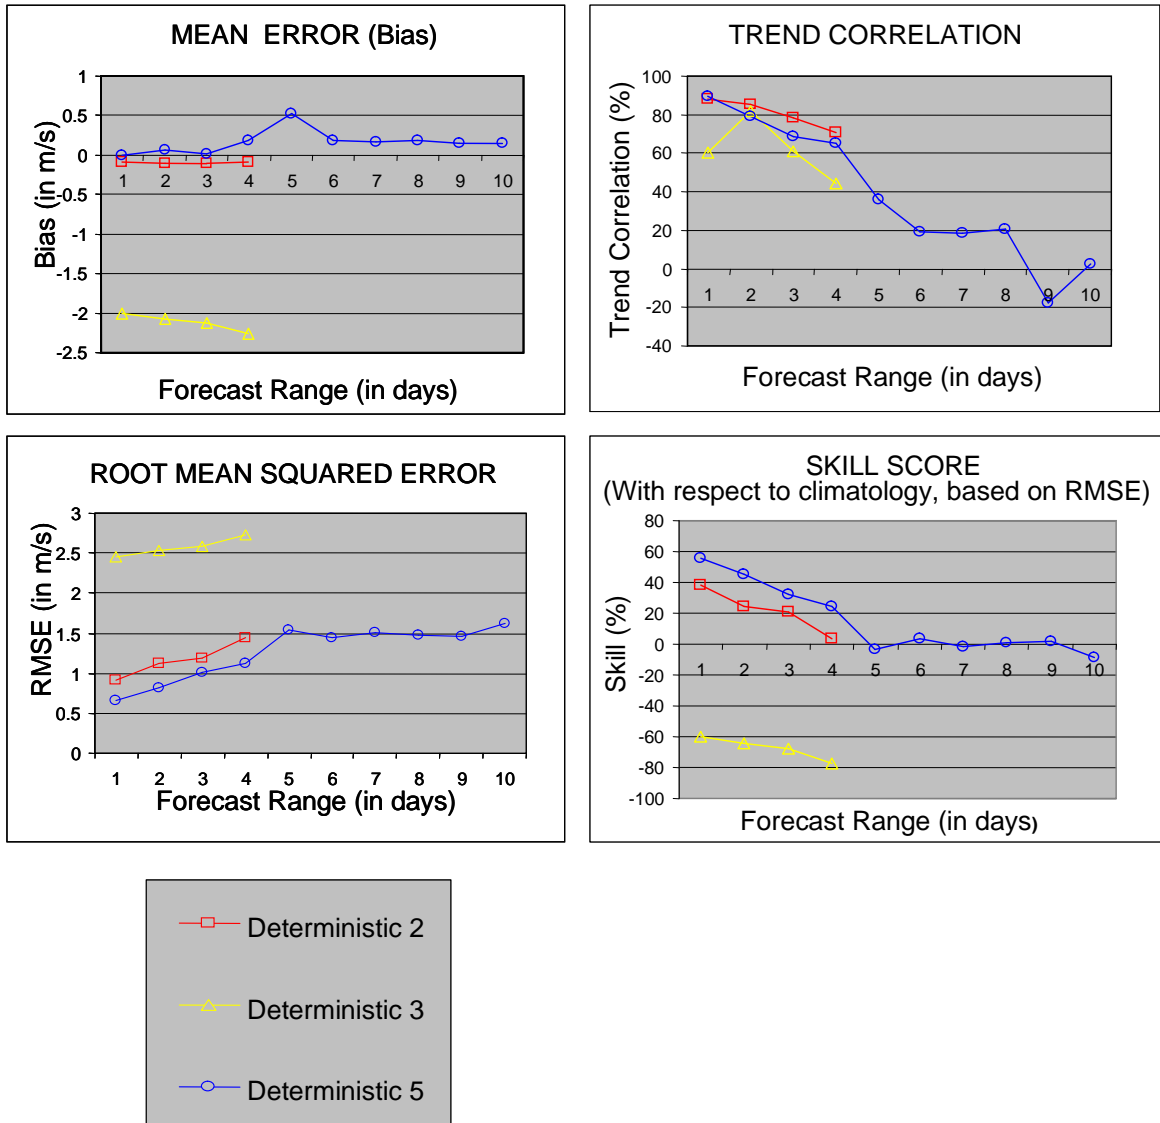 MEAN  ERROR (Bias)
1
0.5
0
-0.5
-1
-1.5
-2
-2.5
Bias (in m/s)
1 2 3 4 5 6 7 8 9 10
Forecast Range (in days)
TREND CORRELATION
100
80
60
40
20
0
-20
-40
Trend Correlation (%)
1 2 3 4 5 6 7 8 9 10
Forecast Range (in days)
ROOT MEAN SQUARED ERROR
3
2.5
2
1.5
1
0.5
0
RMSE (in m/s)
1 2 3 4 5 6 7 8 9 10
Forecast Range (in days)
SKILL SCORE
(With respect to climatology, based on RMSE)
80
60
40
20
0
-20
-40
-60
-80
-100
Skill (%)
1 2 3 4 5 6 7 8 9 10
Forecast Range (in days)
Deterministic 2
Deterministic 3
Deterministic 5